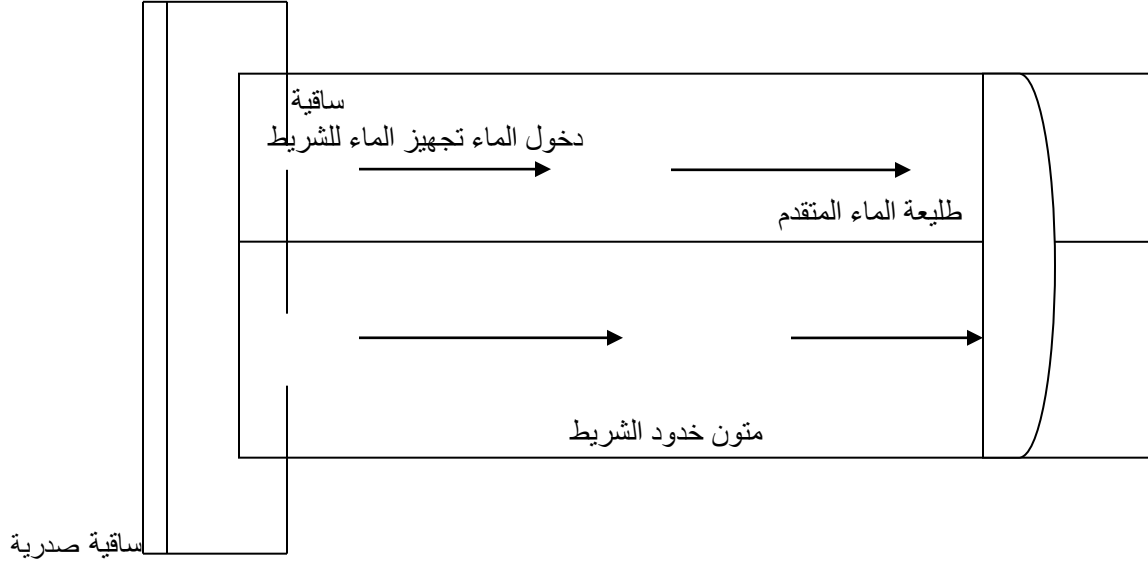 ساقية
دخول الماء تجهيز الماء للشريط
طليعة الماء المتقدم
متون خدود الشريط
ساقية صدرية